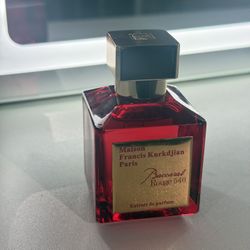 Maison
Francis Kurkdjian
Paris
Baccarat
Rouge 540
Extrait de parfum